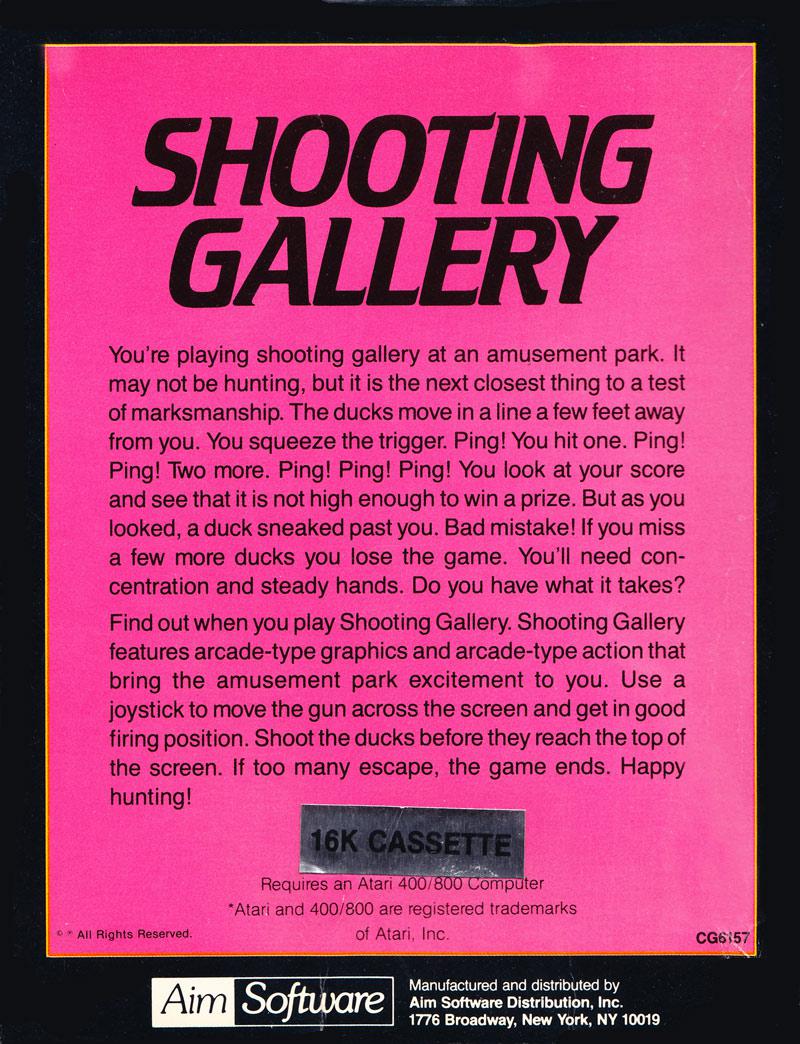 SHOOTING
GALLERY
You're playing shooting gallery at an amusement park. It
may not be hunting, but it is the next closest thing to a test
of marksmanship. The ducks move in a line a few feet away
from you. You squeeze the trigger. Ping! You hit one. Ping!
Ping! Two more. Ping! Ping! Ping! You look at your score
and see that it is not high enough to win a prize. But as you
looked, a duck sneaked past you. Bad mistake! If you miss
a few more ducks you lose the game. You'll need con-
centration and steady hands. Do you have what it takes?
Find out when you play Shooting Gallery. Shooting Gallery
features arcade-type graphics and arcade-type action that
bring the amusement park excitement to you. Use a
joystick to move the gun across the screen and get in good
firing position. Shoot the ducks before they reach the top of
the screen. If too many escape, the game ends. Happy
hunting!
16K CASSETTE
Requires an Atari 400/800 Computer
*Atari and 400/800 are registered trademarks
of Atari, Inc.
All Rights Reserved.
CG6157
Aim Software
Manufactured and distributed by
Aim Software Distribution, Inc.
1776 Broadway, New York, NY 10019